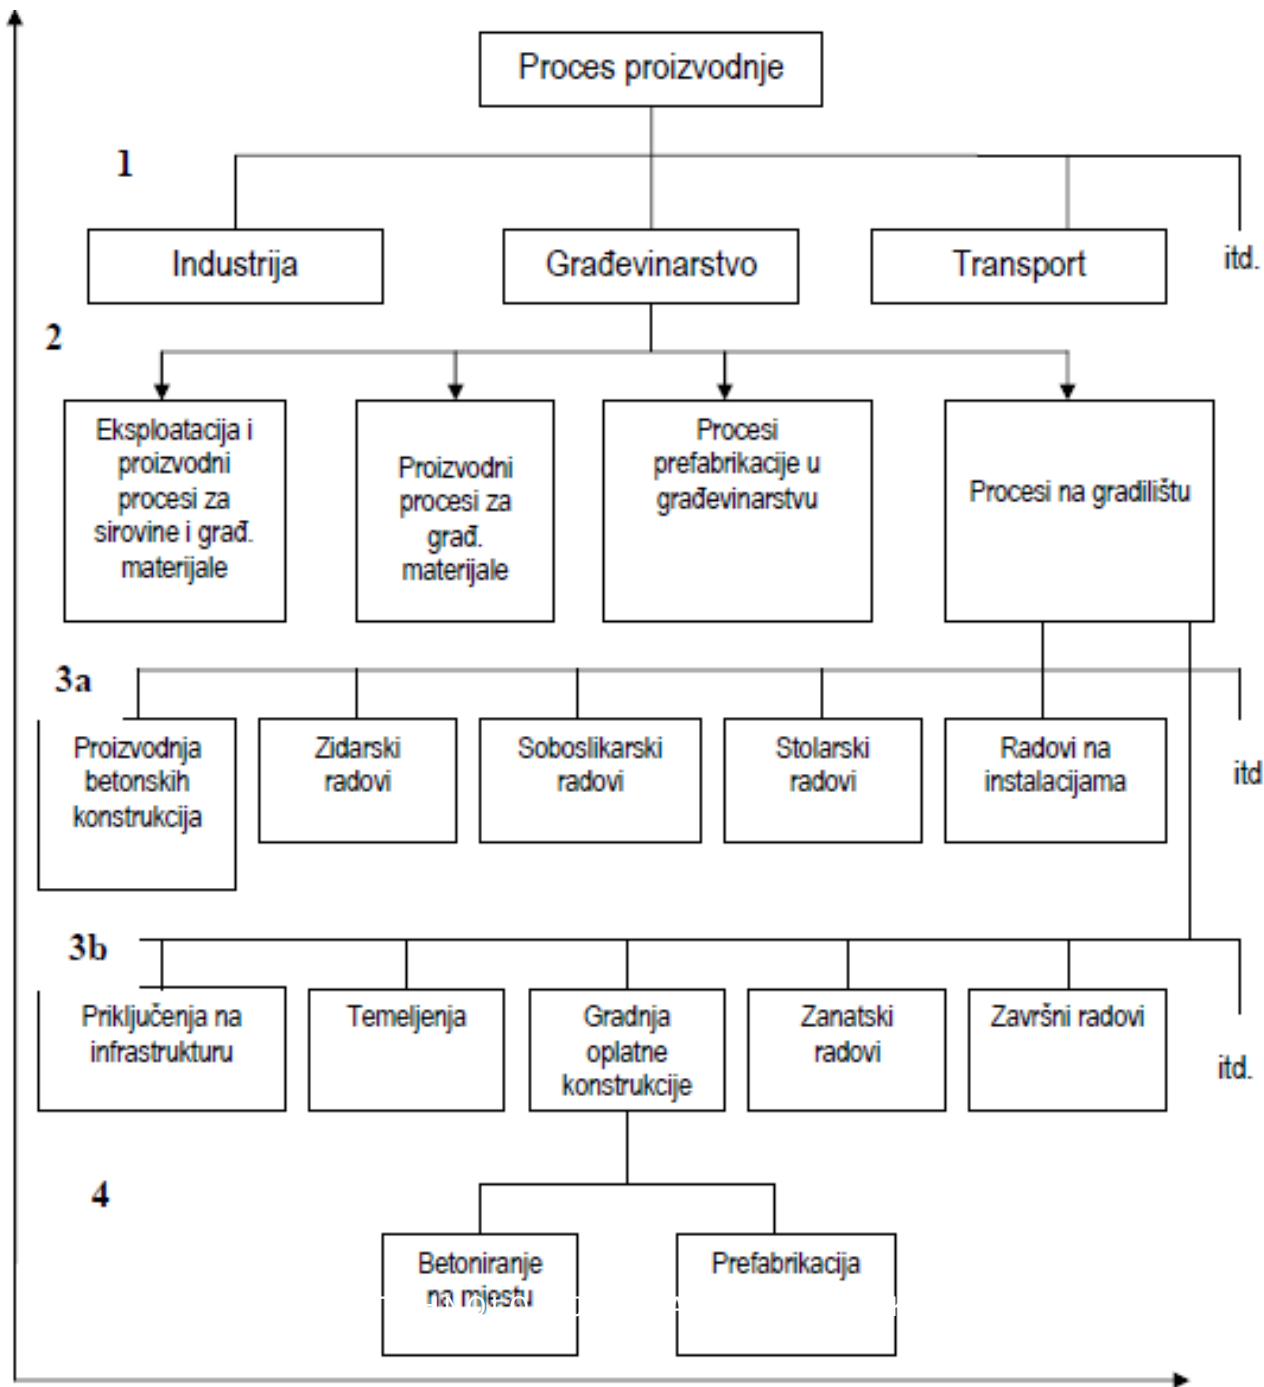 Proces proizvodnje
1
Industrija
Građevinarstvo
Transport
itd.
2
Eksploatacija i
proizvodni
procesi za
sirovine i građ.
materijale
Proizvodni
procesi za
građ.
materijale
Procesi
prefabrikacije u
građevinarstvu
Procesi na gradilištu
3a
Proizvodnja
betonskih
konstrukcija
Zidarski
radovi
Soboslikarski
radovi
Stolarski
radovi
Radovi na
instalacijama
itd
3b
Priključenja na
infrastrukturu
Temeljenja
Gradnja
oplatne
konstrukcije
Zanatski
radovi
Završni radovi
itd.
4
Betoniranje
na mjestu
Prefabrikacija